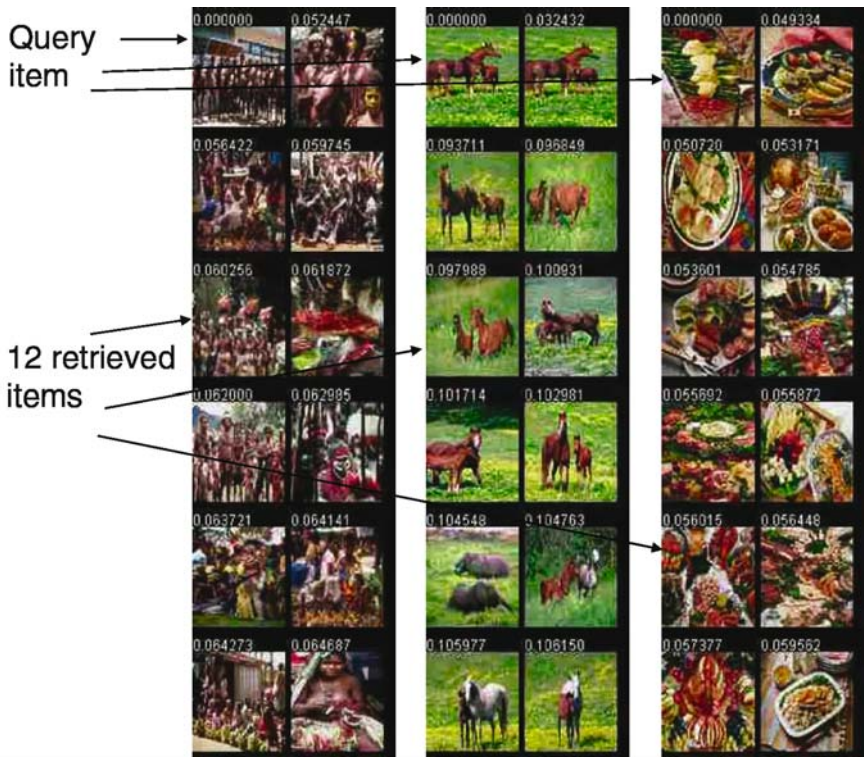 Query
item
0.000000 0.052447 0.000000 0.032432 0.000000 0.049334
0.056422 0.059745 0.093711 0.096849 0.050720 0.053171
0.060256 0.061872 0.097988 0.100931 0.053601 0.054785
12 retrieved
items
0.062000 0.062985 0.101714 0.102981 0.055692 0.055872
0.063721 0.064141 0.104548 0.104763 0.056015 0.056448
0.064273 0.064687 0.105977 0.106150 0.057377 0.059562